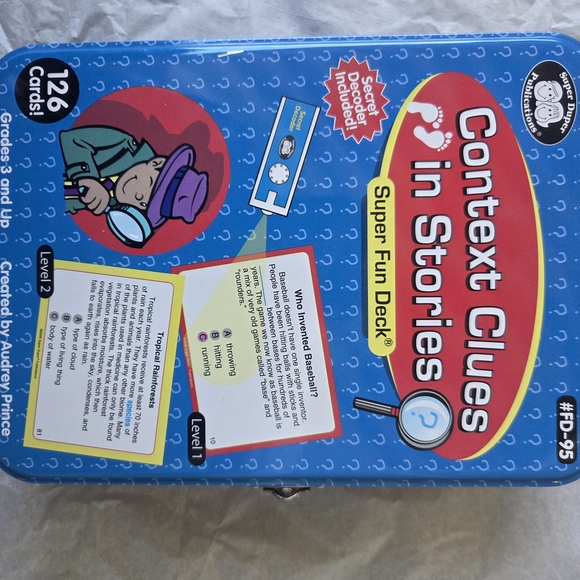 Super Duper®
Publications
#FD-95
Context Clues
in Stories
Super Fun Deck®
Secret
Decoder
Included!
Secret
Decoder
126
Cards!
Who Invented Baseball?
Baseball doesn't have one single inventor.
People have been hitting balls with sticks and
running between bases for hundreds of
years. The game we now know as baseball is
a mix of very old games called "base" and
"rounders."
A throwing
B hitting
C running
10
Level 1
Tropical Rainforests
Tropical rainforests receive at least 70 inches
of rain each year. They have more species of
plants and animals than any other home. Many
of the plants used in medicine can only be found
in tropical rainforests. The thick rainforest
vegetation absorbs moisture, which then
evaporates, rises into the sky, condenses, and
falls to earth again as rain.
A type of cloud
B type of living thing
C body of water
81
Level 2
Grades 3 and Up
Created by Audrey Prince